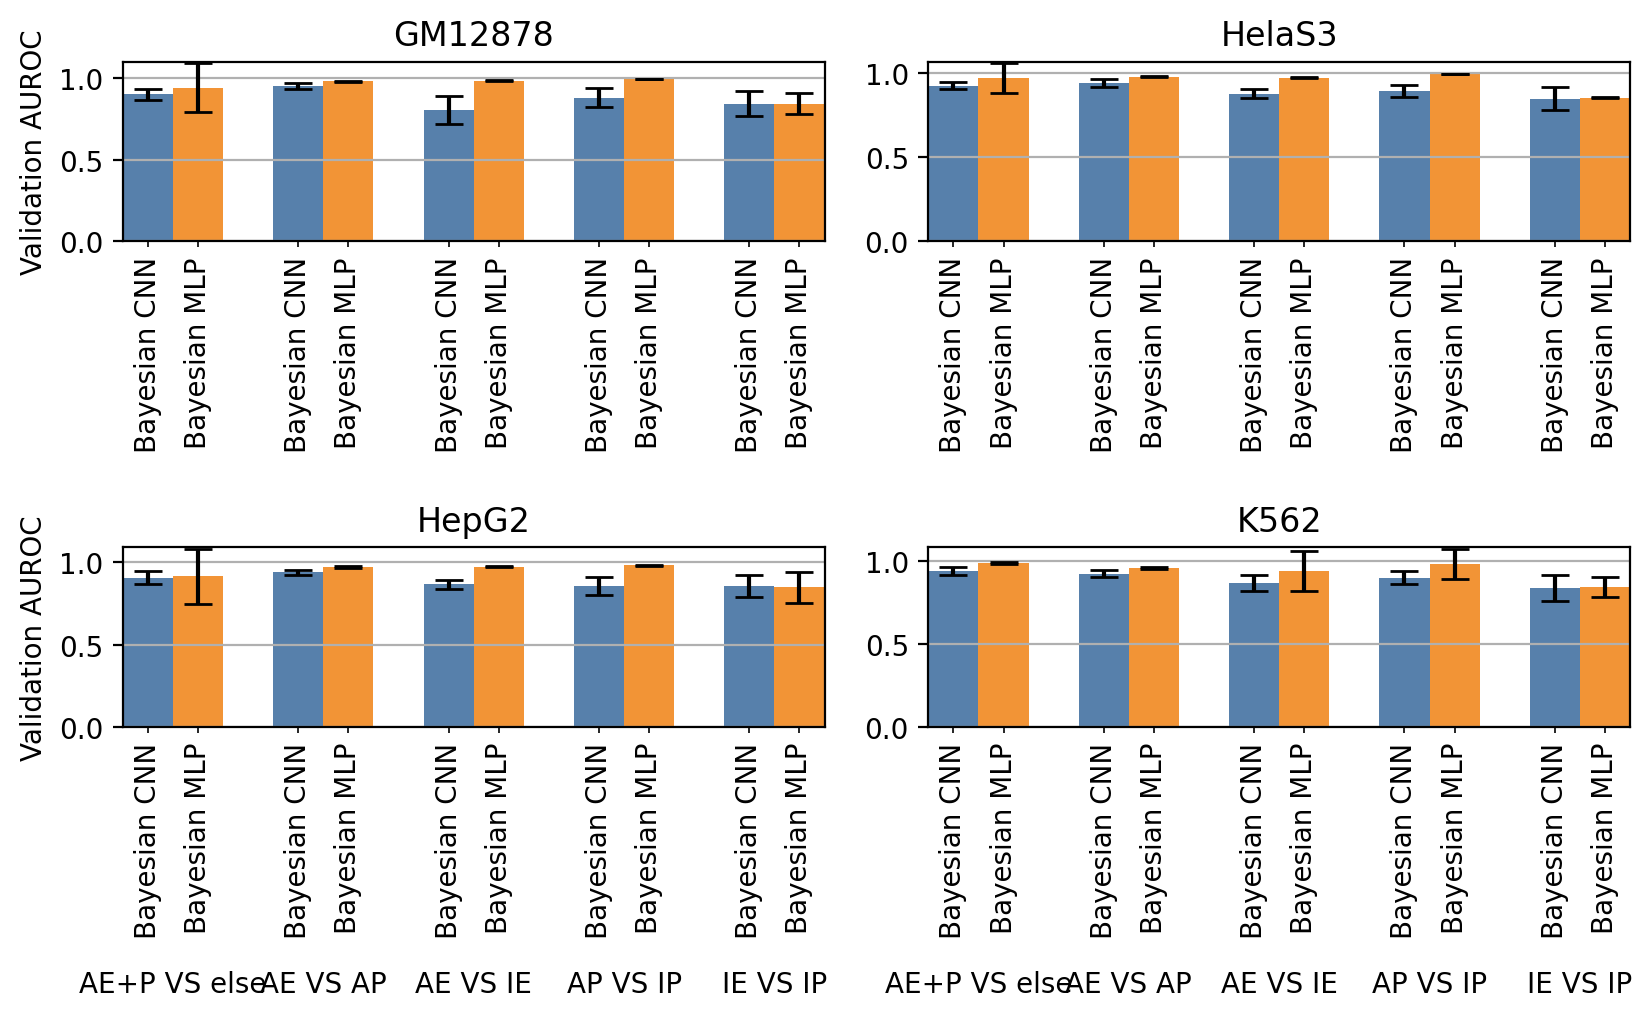 GM12878
HelaS3
Validation AUROC
1.0
0.5
0.0
1.0
0.5
0.0
Bayesian CNN
Bayesian MLP
Bayesian CNN
Bayesian MLP
Bayesian CNN
Bayesian MLP
Bayesian CNN
Bayesian MLP
Bayesian CNN
Bayesian MLP
Bayesian CNN
Bayesian MLP
Bayesian CNN
Bayesian MLP
Bayesian CNN
Bayesian MLP
Bayesian CNN
Bayesian MLP
Bayesian CNN
Bayesian MLP
HepG2
K562
Validation AUROC
1.0
0.5
0.0
1.0
0.5
0.0
Bayesian CNN
Bayesian MLP
Bayesian CNN
Bayesian MLP
Bayesian CNN
Bayesian MLP
Bayesian CNN
Bayesian MLP
Bayesian CNN
Bayesian MLP
Bayesian CNN
Bayesian MLP
Bayesian CNN
Bayesian MLP
Bayesian CNN
Bayesian MLP
Bayesian CNN
Bayesian MLP
Bayesian CNN
Bayesian MLP
AE+P VS else
AE VS AP
AE VS IE
AP VS IP
IE VS IP
AE+P VS else
AE VS AP
AE VS IE
AP VS IP
IE VS IP